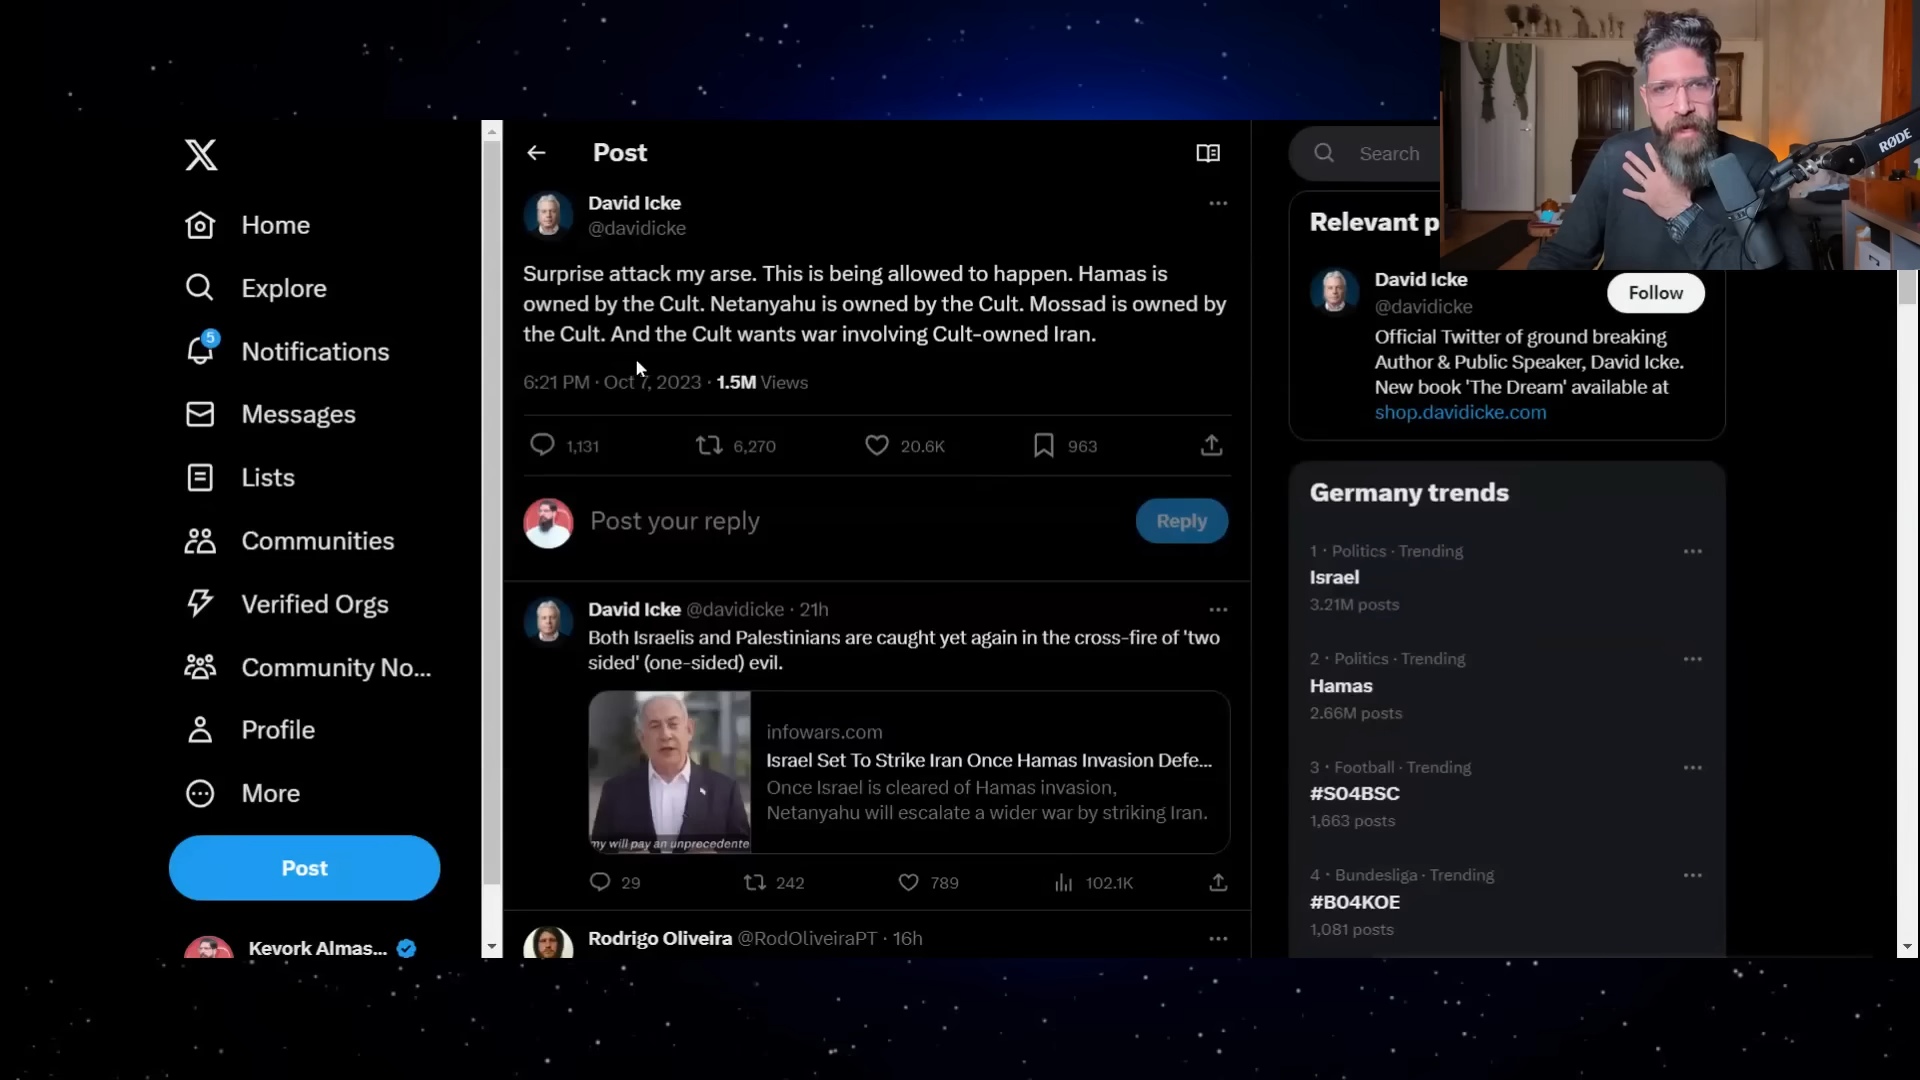 Home
Explore
5
Notifications
Messages
Lists
Communities
Verified Orgs
Community No...
Profile
More
Post
Kevork Almas...
Post
David Icke
@davidicke
Surprise attack my arse. This is being allowed to happen. Hamas is
owned by the Cult. Netanyahu is owned by the Cult. Mossad is owned by
the Cult. And the Cult wants war involving Cult-owned Iran.
6:21 PM · Oct 7, 2023 · 1.5M Views
1,131 6,270 20.6K 963
Post your reply
Reply
David Icke @davidicke · 21h
Both Israelis and Palestinians are caught yet again in the cross-fire of 'two
sided' (one-sided) evil.
my will pay an unprecedente
infowars.com
Israel Set To Strike Iran Once Hamas Invasion Defe...
Once Israel is cleared of Hamas invasion,
Netanyahu will escalate a wider war by striking Iran.
29 242 789 102.1K
Rodrigo Oliveira @RodOliveiraPT · 16h
Search
Relevant p
David Icke
@davidicke
Follow
Official Twitter of ground breaking
Author & Public Speaker, David Icke.
New book 'The Dream' available at
shop.davidicke.com
Germany trends
1 · Politics · Trending
Israel
3.21M posts
2 · Politics · Trending
Hamas
2.66M posts
3 · Football · Trending
#S04BSC
1,663 posts
4 · Bundesliga · Trending
#B04KOE
1,081 posts
RØDE